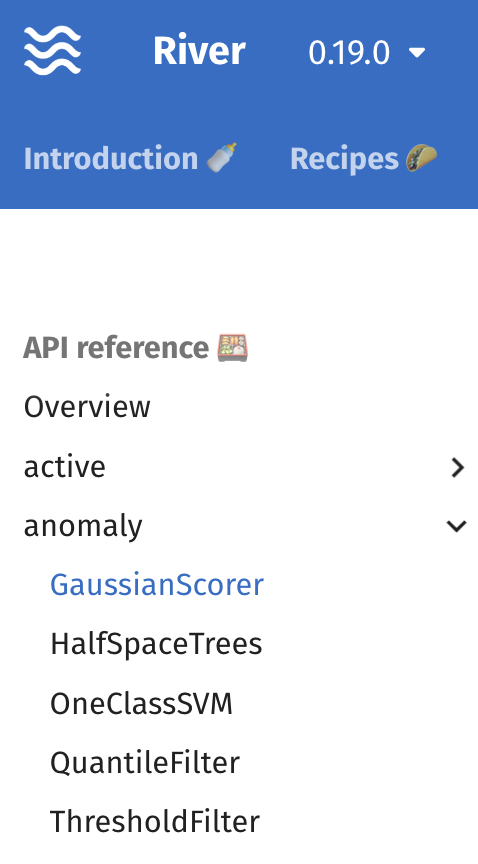 River 0.19.0
Introduction 🍼 Recipes 🌮
API reference 🍱
Overview
active
anomaly
GaussianScorer
HalfSpaceTrees
OneClassSVM
QuantileFilter
ThresholdFilter